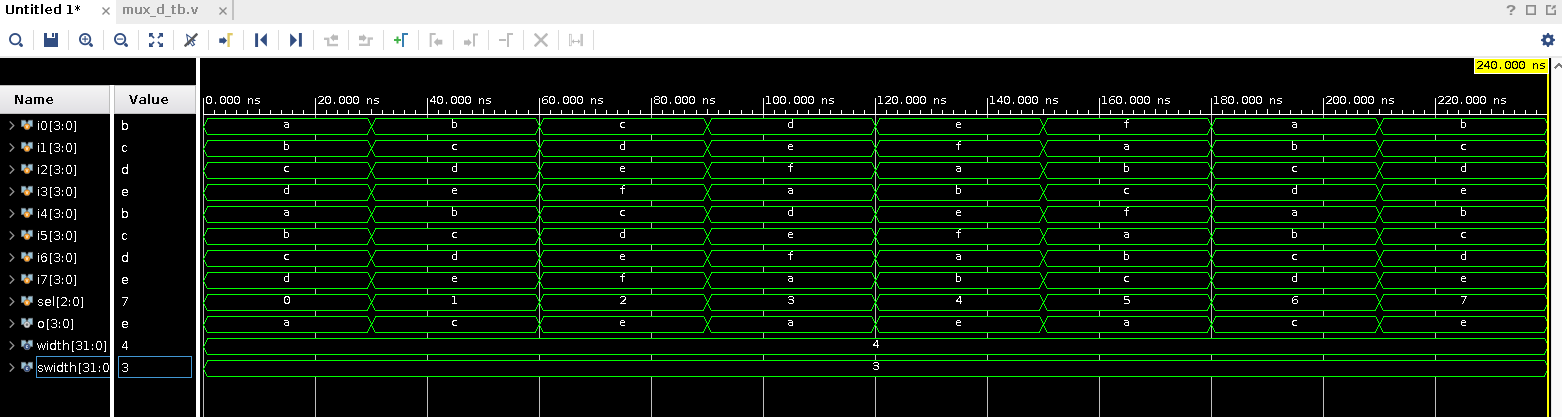 Untitled 1* × mux_d_tb.v ×
?
240.000 ns
Name Value 0.000 ns 20.000 ns 40.000 ns 60.000 ns 80.000 ns 100.000 ns 120.000 ns 140.000 ns 160.000 ns 180.000 ns 200.000 ns 220.000 ns
i0[3:0] b a b c d e f a b
i1[3:0] c b c d e f a b c
i2[3:0] d c d e f a b c d
i3[3:0] e d e f a b c d e
i4[3:0] b a b c d e f a b
i5[3:0] c b c d e f a b c
i6[3:0] d c d e f a b c d
i7[3:0] e d e f a b c d e
sel[2:0] 7 0 1 2 3 4 5 6 7
o[3:0] e a c e a e a c e
width[31:0] 4 4
swidth[31:0 3 3